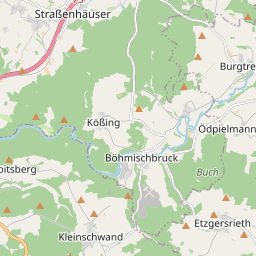 Straßenhäuser
Burgtre
Kößing
Ödpielmann
Böhmischbruck
oitsberg
Buch
Etzgersrieth
Kleinschwand